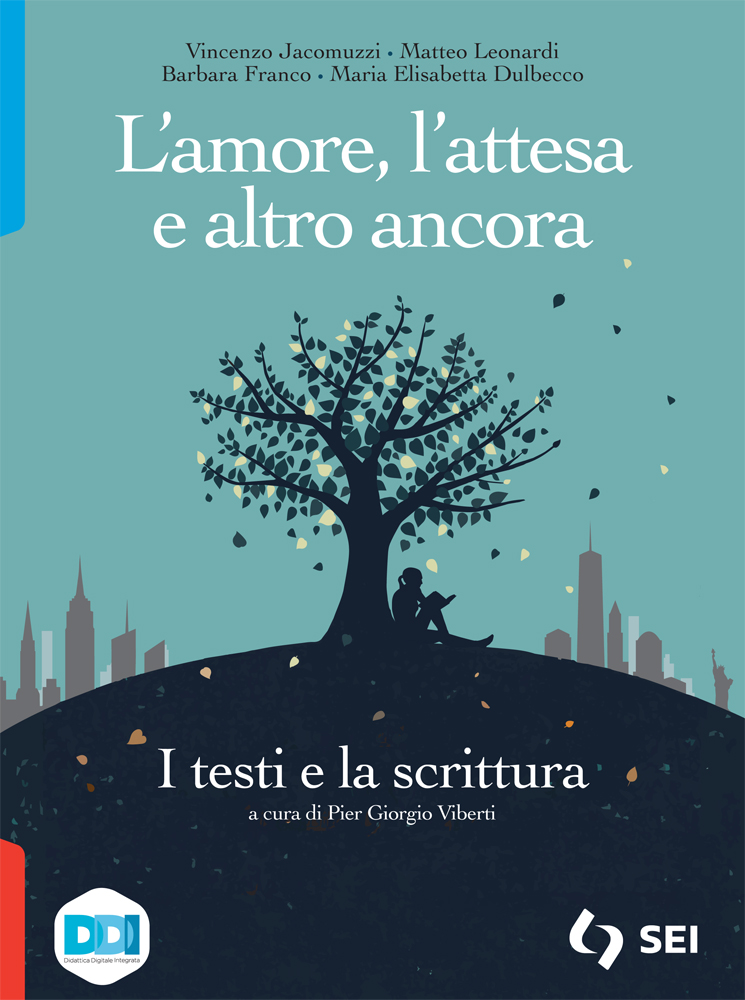 Vincenzo Jacomuzzi • Matteo Leonardi
Barbara Franco • Maria Elisabetta Dulbecco
L'amore, l'attesa
e altro ancora
I testi e la scrittura
a cura di Pier Giorgio Viberti
DDI
Didattica Digitale Integrata
SEI